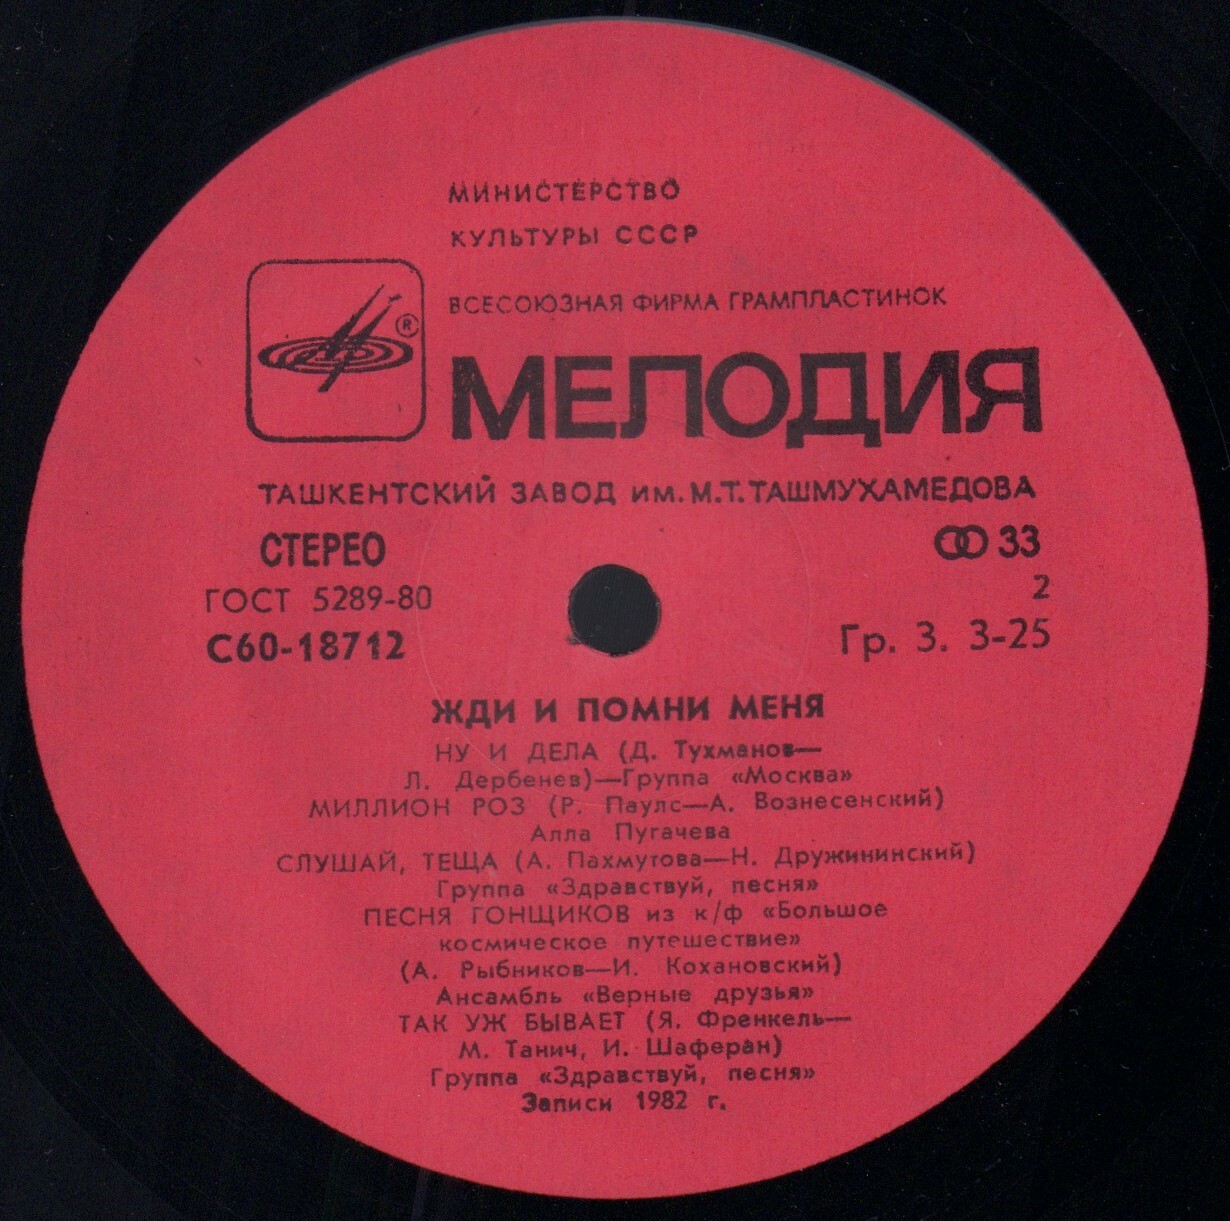 МИНИСТЕРСТВО
КУЛЬТУРЫ СССР
ВСЕСОЮЗНАЯ ФИРМА ГРАМПЛАСТИНОК
®
МЕЛОДИЯ
ТАШКЕНТСКИЙ ЗАВОД ИМ. М.Т. ТАШМУХАМЕДОВА
СТЕРЕО
33
ГОСТ 5289-80
2
С60-18712
Гр. 3. 3-25
ЖДИ И ПОМНИ МЕНЯ
НУ И ДЕЛА (Д. Тухманов—
Л. Дербенев)—Группа «Москва»
МИЛЛИОН РОЗ (Р. Паулс—А. Вознесенский)
Алла Пугачева
СЛУШАЙ, ТЕЩА (А. Пахмутова—Н. Дружининский)
Группа «Здравствуй, песня»
ПЕСНЯ ГОНЩИКОВ из к/ф «Большое
космическое путешествие»
(А. Рыбников—И. Кохановский)
Ансамбль «Верные друзья»
ТАК УЖ БЫВАЕТ (Я. Френкель—
М. Танич, И. Шаферан)
Группа «Здравствуй, песня»
Записи 1982 г.